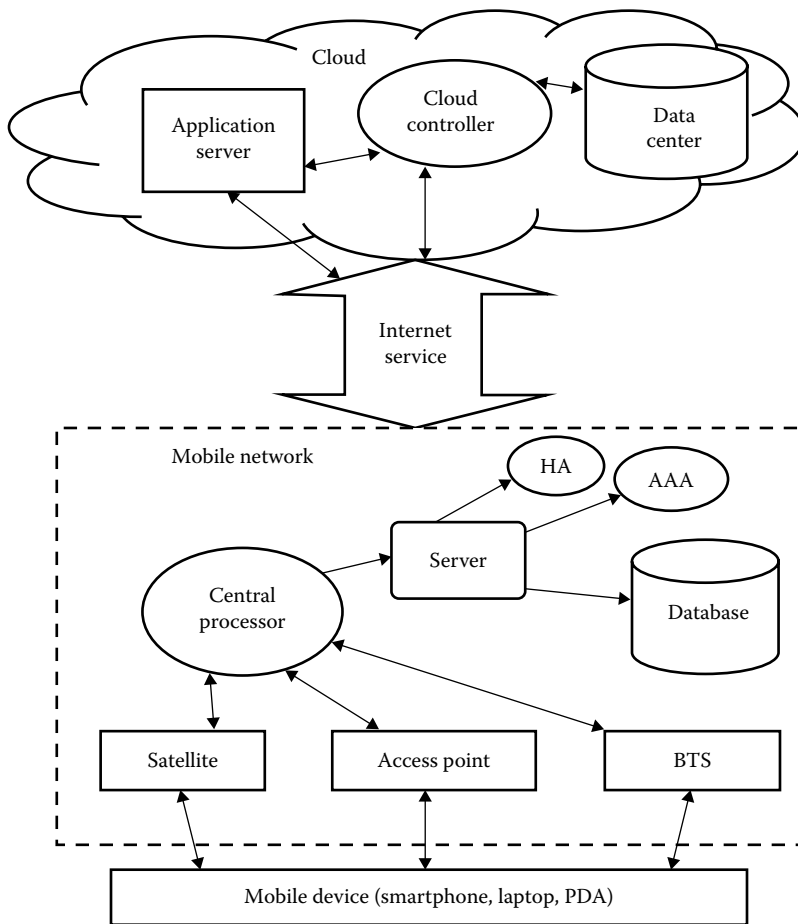 Cloud
Application
server
Cloud
controller
Data
center
Internet
service
Mobile network
HA
AAA
Server
Central
processor
Database
Satellite
Access point
BTS
Mobile device (smartphone, laptop, PDA)